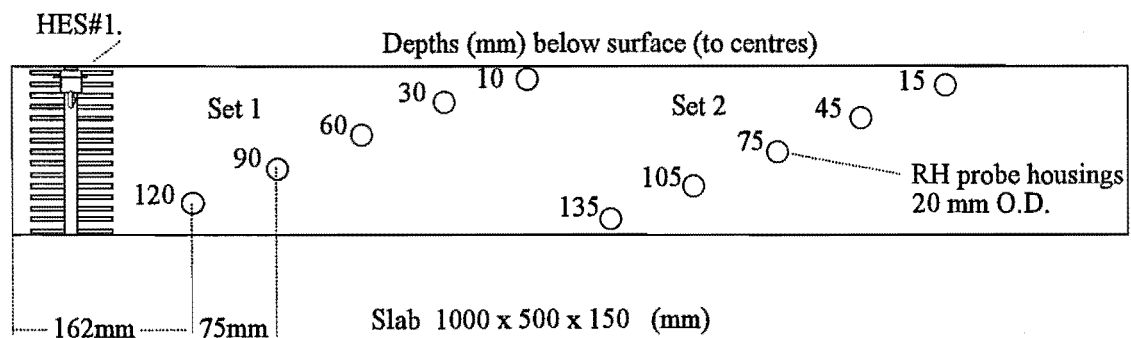 HES#1.
Depths (mm) below surface (to centres)
10
15
30
Set 1
Set 2
45
60
75
90
RH probe housings
20 mm O.D.
105
120
135
162mm
75mm
Slab 1000 x 500 x 150 (mm)